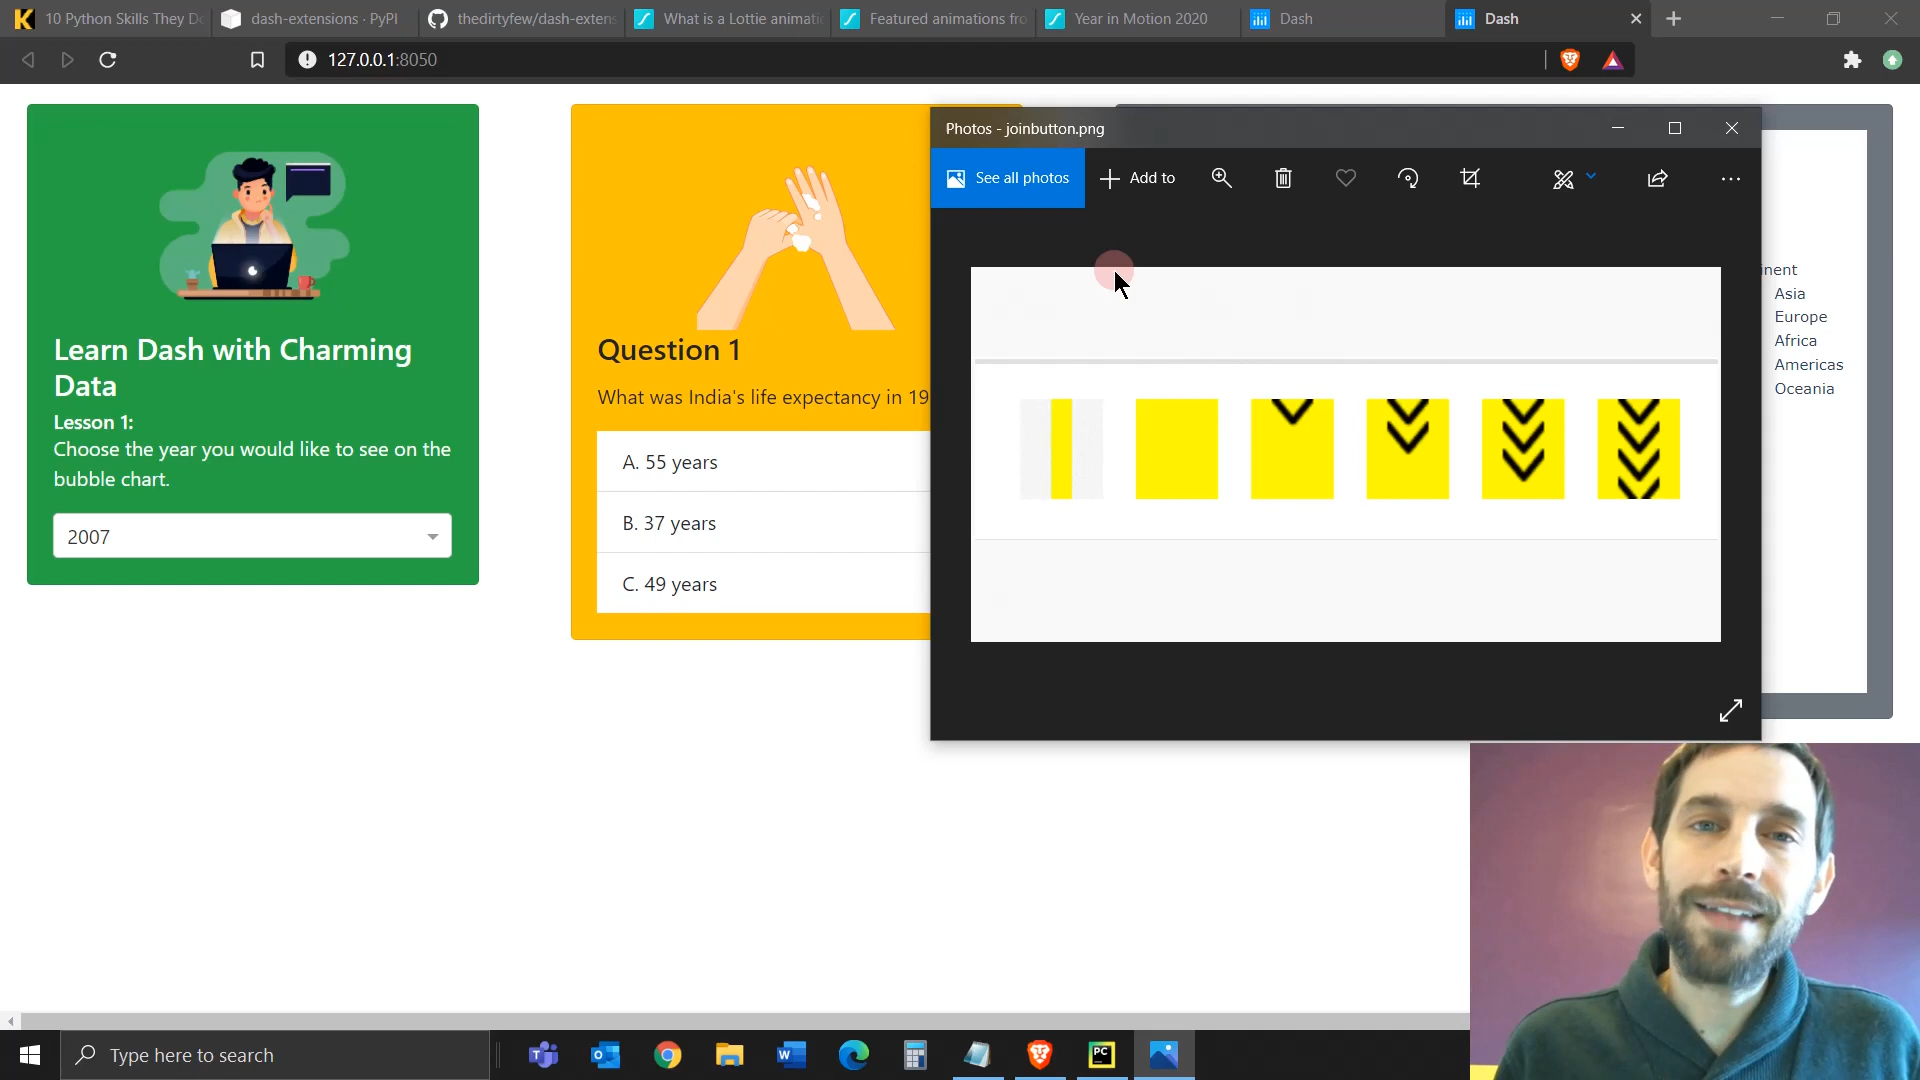 10 Python Skills They Do
dash-extensions · PyPI
thedirtyfew/dash-extens
What is a Lottie animati
Featured animations fro
Year in Motion 2020
Dash
Dash
127.0.0.1:8050
Learn Dash with Charming
Data
Lesson 1:
Choose the year you would like to see on the
bubble chart.
2007
Question 1
What was India's life expectancy in 19
A. 55 years
B. 37 years
C. 49 years
Photos - joinbutton.png
See all photos
Add to
inent
Asia
Europe
Africa
Americas
Oceania
Type here to search